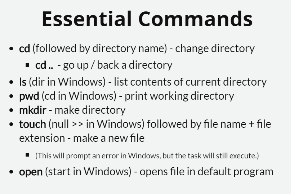 Essential Commands
• cd (followed by directory name) - change directory
▪ cd .. - go up / back a directory
• ls (dir in Windows) - list contents of current directory
• pwd (cd in Windows) - print working directory
• mkdir - make directory
• touch (null >> in Windows) followed by file name + file
extension - make a new file
▪ (This will prompt an error in Windows, but the task will still execute.)
• open (start in Windows) - opens file in default program